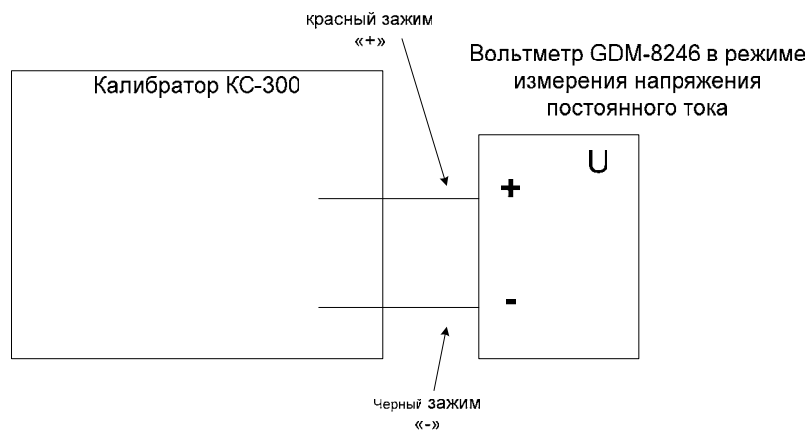 красный зажим
«+»
Вольтметр GDM-8246 в режиме
измерения напряжения
постоянного тока
Калибратор КС-300
U
+
-
Черный зажим
«-»